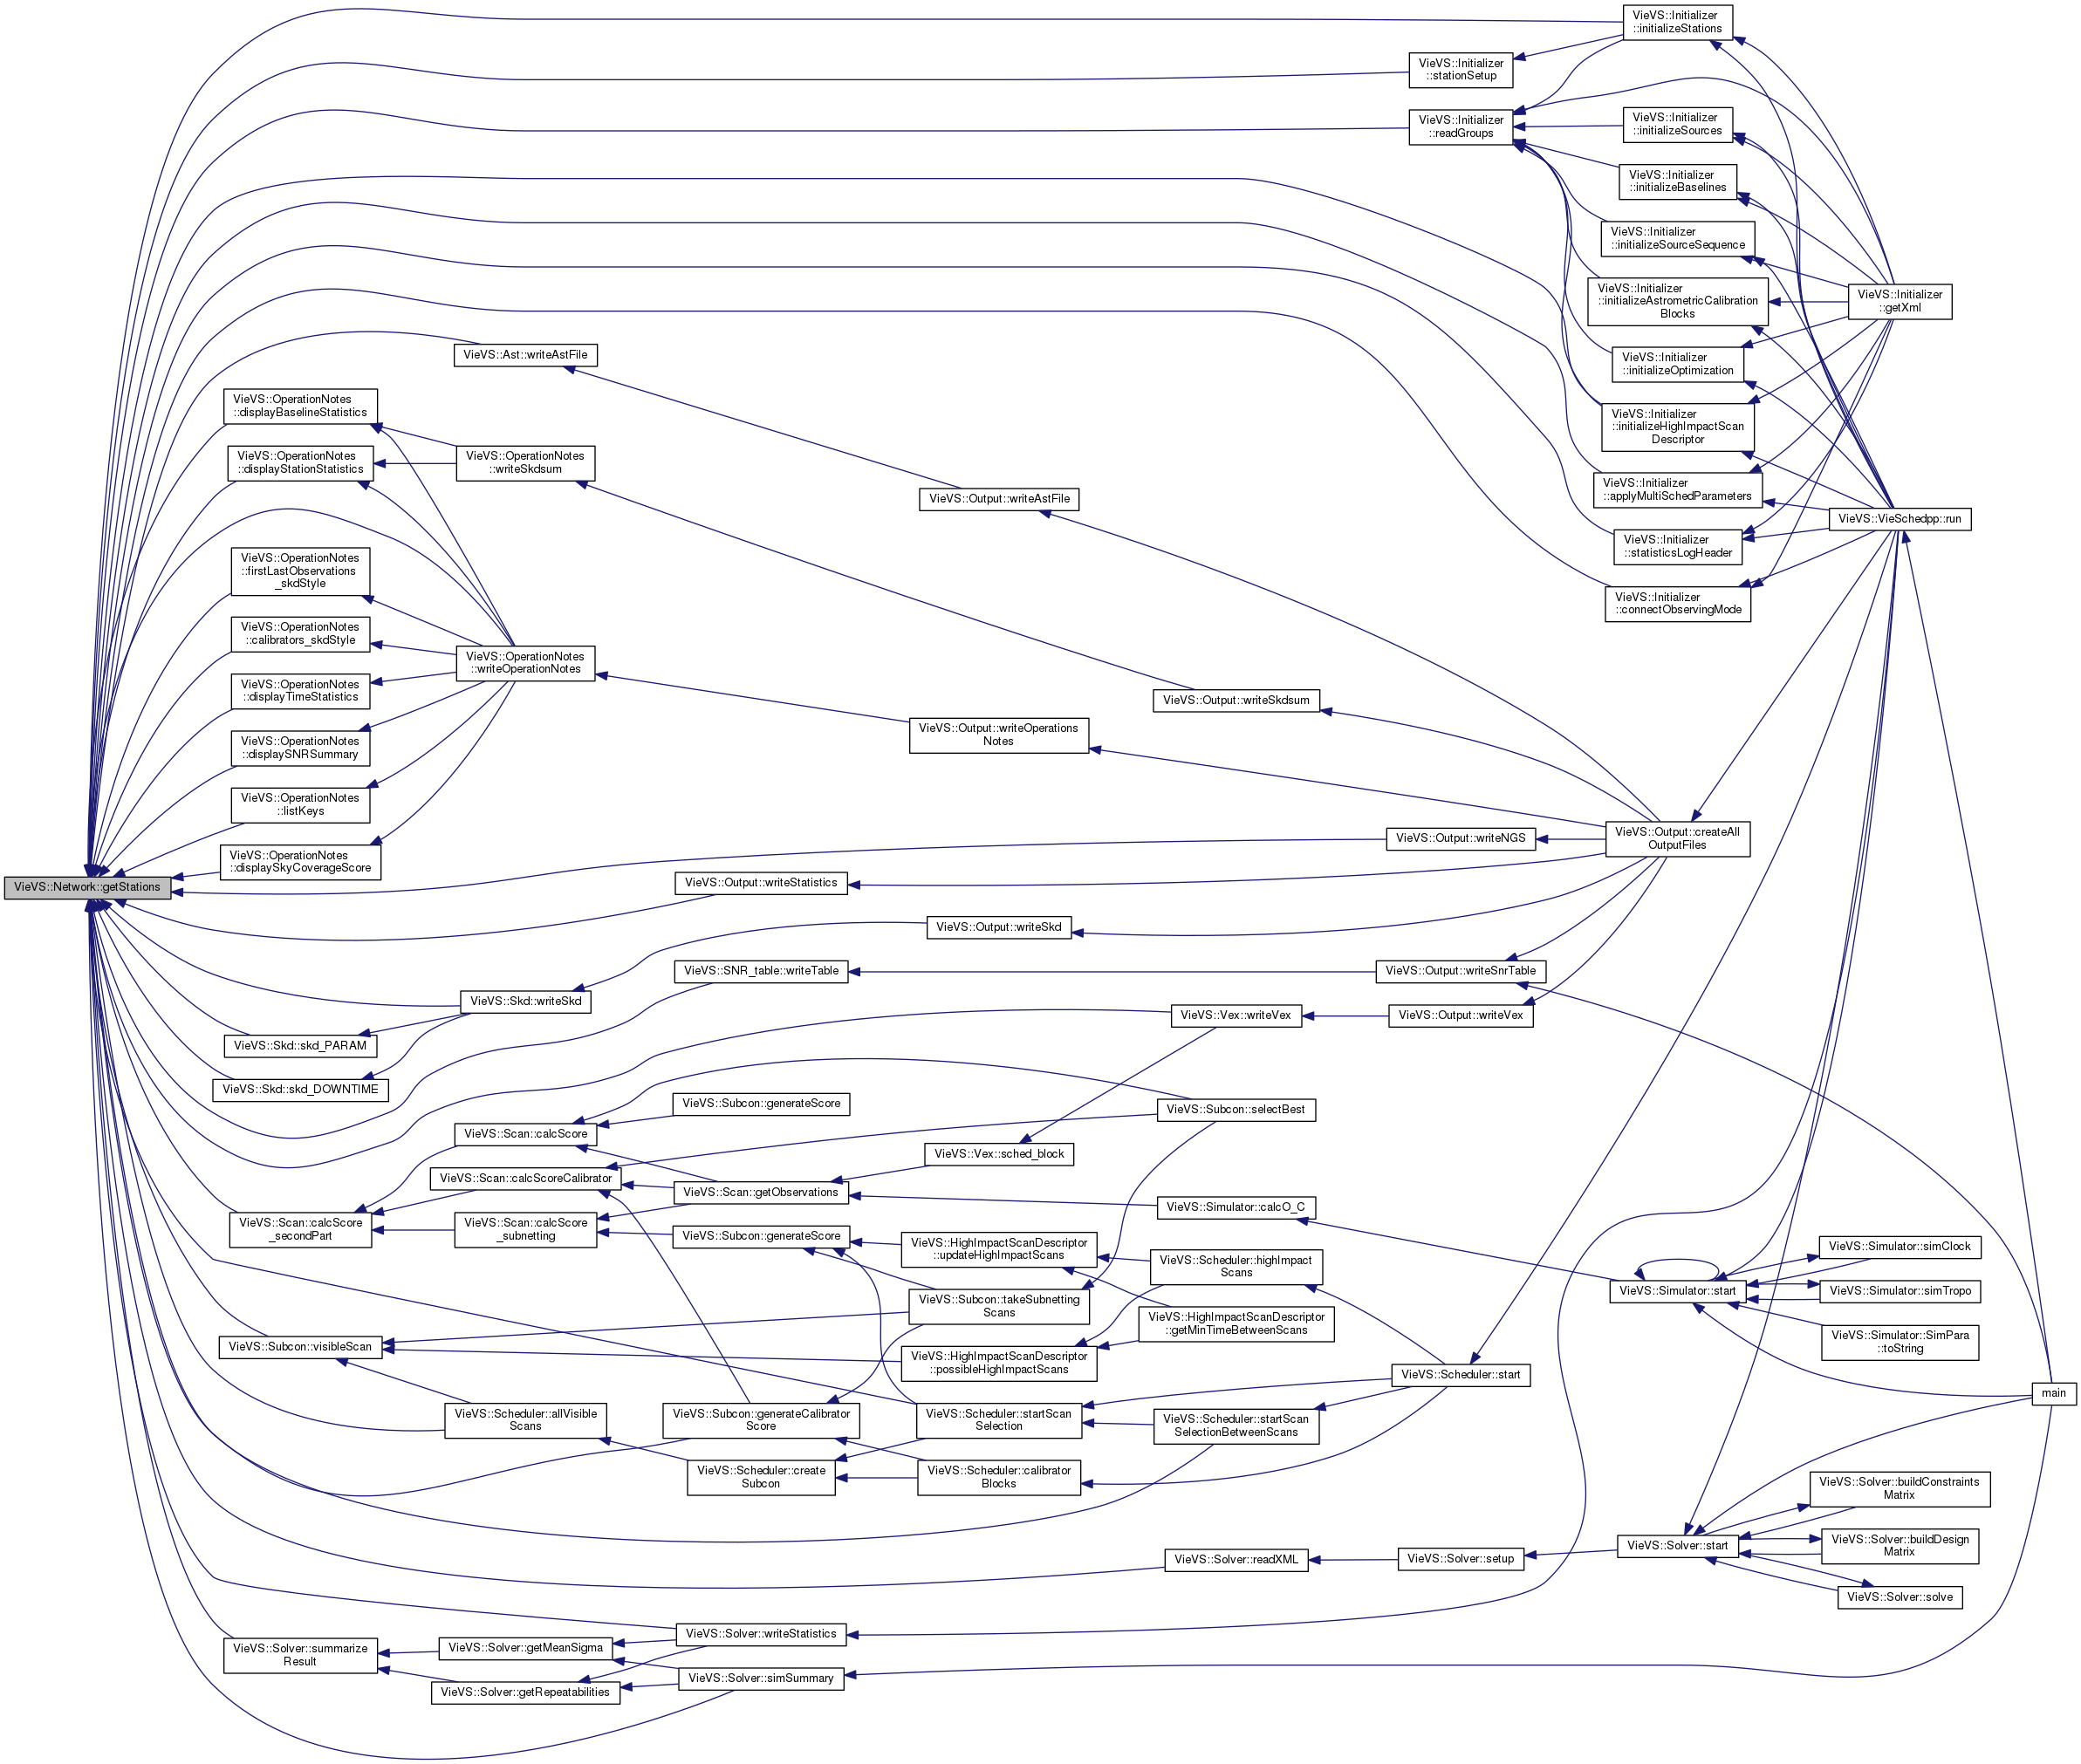 VieVS::Initializer
::initializeStations
VieVS::Initializer
::stationSetup
VieVS::Initializer
::readGroups
VieVS::Initializer
::initializeSources
VieVS::Initializer
::initializeBaselines
VieVS::Initializer
::initializeSourceSequence
VieVS::Initializer
::initializeAstrometricCalibration
Blocks
VieVS::Initializer
::getXml
VieVS::Initializer
::initializeOptimization
VieVS::Initializer
::initializeHighImpactScan
Descriptor
VieVS::Initializer
::applyMultiSchedParameters
VieVS::VieSchedpp::run
VieVS::Initializer
::statisticsLogHeader
VieVS::Initializer
::connectObservingMode
VieVS::Ast::writeAstFile
VieVS::OperationNotes
::displayBaselineStatistics
VieVS::OperationNotes
::displayStationStatistics
VieVS::OperationNotes
::writeSkdsum
VieVS::Output::writeAstFile
VieVS::OperationNotes
::firstLastObservations
_skdStyle
VieVS::OperationNotes
::calibrators_skdStyle
VieVS::OperationNotes
::writeOperationNotes
VieVS::OperationNotes
::displayTimeStatistics
VieVS::Output::writeSkdsum
VieVS::OperationNotes
::displaySNRSummary
VieVS::Output::writeOperations
Notes
VieVS::OperationNotes
::listKeys
VieVS::OperationNotes
::displaySkyCoverageScore
VieVS::Output::writeNGS
VieVS::Output::createAll
OutputFiles
VieVS::Network::getStations
VieVS::Output::writeStatistics
VieVS::Output::writeSkd
VieVS::SNR_table::writeTable
VieVS::Output::writeSnrTable
VieVS::Skd::writeSkd
VieVS::Vex::writeVex
VieVS::Output::writeVex
VieVS::Skd::skd_PARAM
VieVS::Skd::skd_DOWNTIME
VieVS::Subcon::generateScore
VieVS::Subcon::selectBest
VieVS::Scan::calcScore
VieVS::Vex::sched_block
VieVS::Scan::calcScoreCalibrator
VieVS::Scan::getObservations
VieVS::Simulator::calcO_C
VieVS::Scan::calcScore
_secondPart
VieVS::Scan::calcScore
_subnetting
VieVS::Subcon::generateScore
VieVS::HighImpactScanDescriptor
::updateHighImpactScans
VieVS::Scheduler::highImpact
Scans
VieVS::Simulator::simClock
VieVS::Simulator::start
VieVS::Simulator::simTropo
VieVS::Subcon::takeSubnetting
Scans
VieVS::HighImpactScanDescriptor
::getMinTimeBetweenScans
VieVS::Simulator::SimPara
::toString
VieVS::Subcon::visibleScan
VieVS::HighImpactScanDescriptor
::possibleHighImpactScans
VieVS::Scheduler::start
main
VieVS::Scheduler::allVisible
Scans
VieVS::Subcon::generateCalibrator
Score
VieVS::Scheduler::startScan
Selection
VieVS::Scheduler::startScan
SelectionBetweenScans
VieVS::Scheduler::create
Subcon
VieVS::Scheduler::calibrator
Blocks
VieVS::Solver::buildConstraints
Matrix
VieVS::Solver::readXML
VieVS::Solver::setup
VieVS::Solver::start
VieVS::Solver::buildDesign
Matrix
VieVS::Solver::solve
VieVS::Solver::writeStatistics
VieVS::Solver::summarize
Result
VieVS::Solver::getMeanSigma
VieVS::Solver::simSummary
VieVS::Solver::getRepeatabilities